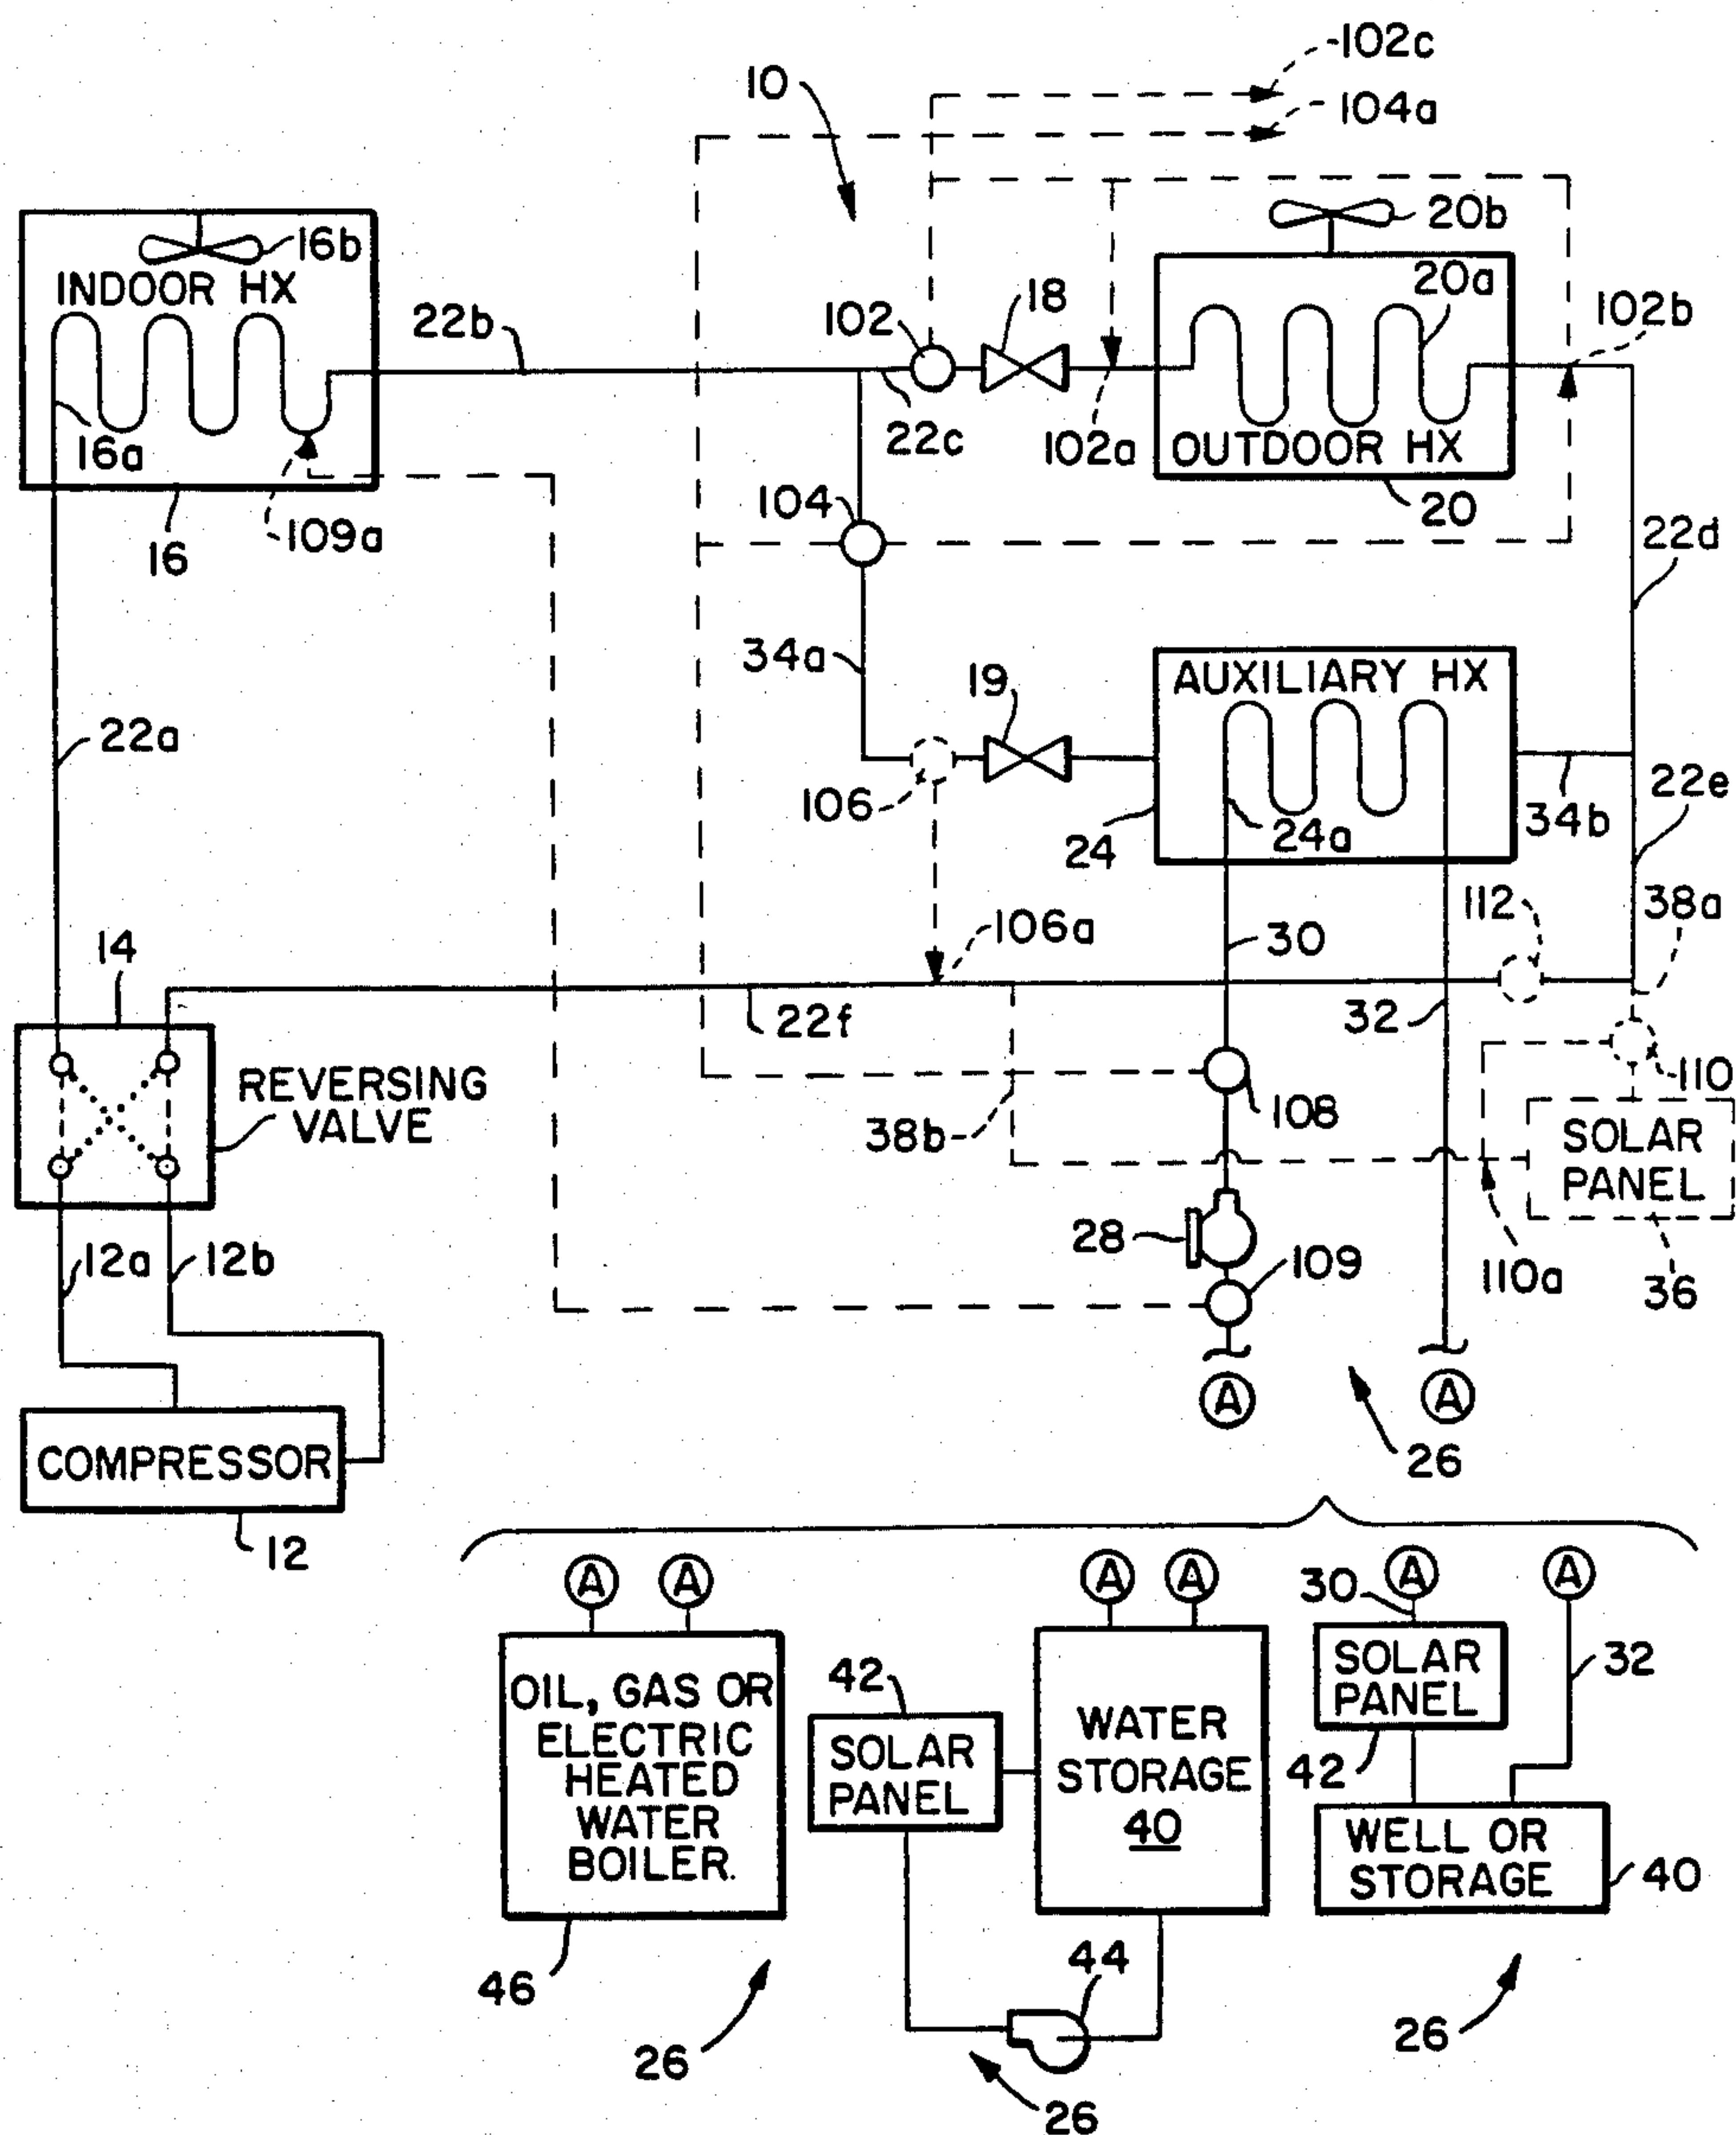 102c
10
104a
16b
20b
INDOOR HX
20a
22b
102
18
102b
16a
22c
102a
OUTDOOR HX
104
20
109a
16
22d
34a
19
AUXILIARY HX
22a
106
24
24a
34b
22e
112
38a
14
106a
30
22f
32
REVERSING
VALVE
38b
108
110
SOLAR
PANEL
12a
12b
28
109
110a
36
A
A
COMPRESSOR
26
12
A
A
A
A
30
A
A
OIL, GAS OR
ELECTRIC
HEATED
WATER
BOILER.
42
SOLAR
PANEL
WATER
STORAGE
40
SOLAR
PANEL
32
42
WELL OR
STORAGE
40
46
44
26
26
26